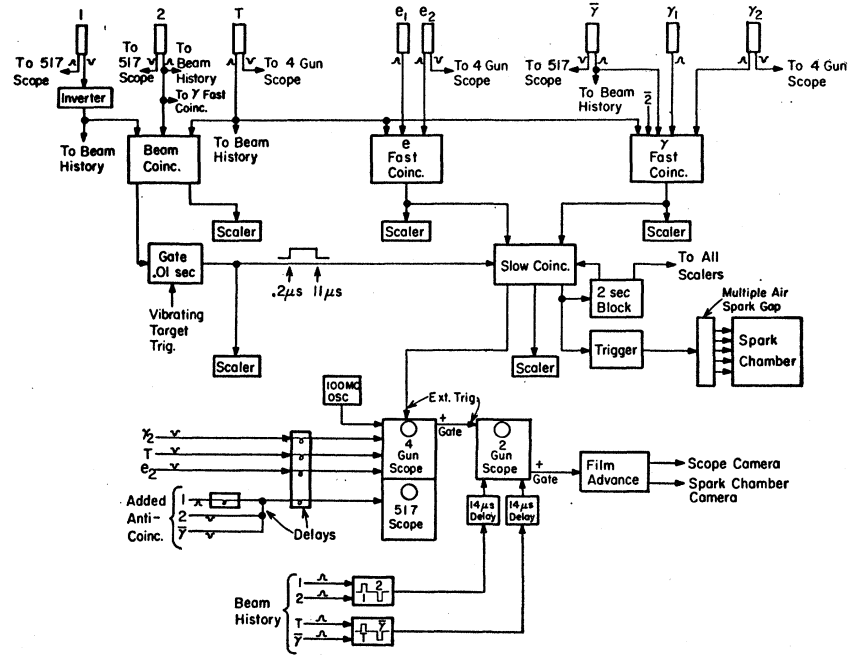 1
2
T
e1
e2
γ̅
γ1
γ2
To 517
Scope
To
517
Scope
To
Beam
History
To γ Fast
Coinc.
To 4 Gun
Scope
To 4 Gun
Scope
To 517
Scope
To Beam
History
2̅
To 4 Gun
Scope
Inverter
To Beam
History
Beam
Coinc.
To Beam
History
e
Fast
Coinc.
γ
Fast
Coinc.
Scaler
Scaler
Scaler
Gate
.01 sec
.2μs
11μs
Slow Coinc.
2 sec
Block
To All
Scalers
Vibrating
Target
Trig.
Scaler
Scaler
Trigger
Multiple Air
Spark Gap
Spark
Chamber
100 MC
OSC
Ext. Trig.
γ2
T
e2
4
Gun
Scope
+
Gate
2
Gun
Scope
+
Gate
Film
Advance
Scope Camera
Spark Chamber
Camera
Added
Anti-
Coinc.
1
2
γ̅
Delays
517
Scope
14μs
Delay
14μs
Delay
Beam
History
1
2
T
γ̅
1
2
T
γ̅